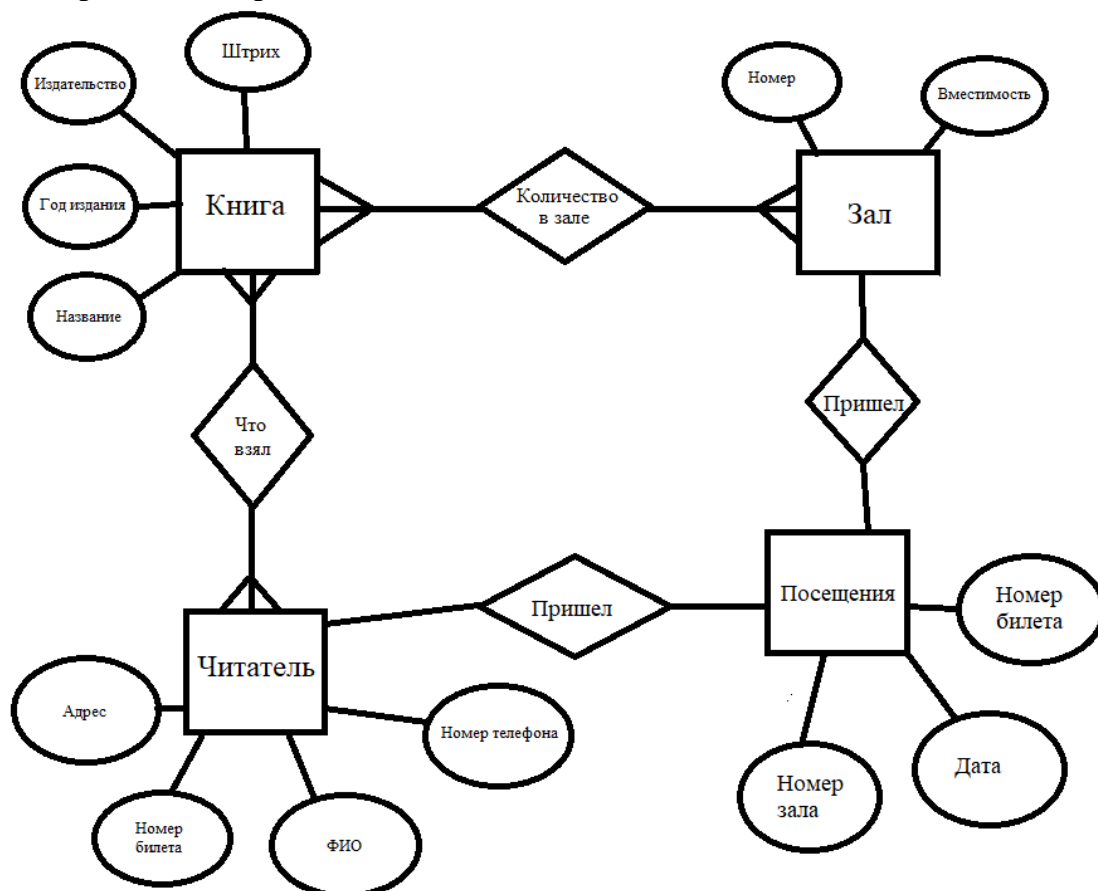 Штрих
Издательство
Номер
Вместимость
Год издания
Книга
Количество
в зале
Зал
Название
Что
взял
Пришел
Пришел
Посещения
Номер
билета
Читатель
Адрес
Номер телефона
Номер
билета
ФИО
Номер
зала
Дата